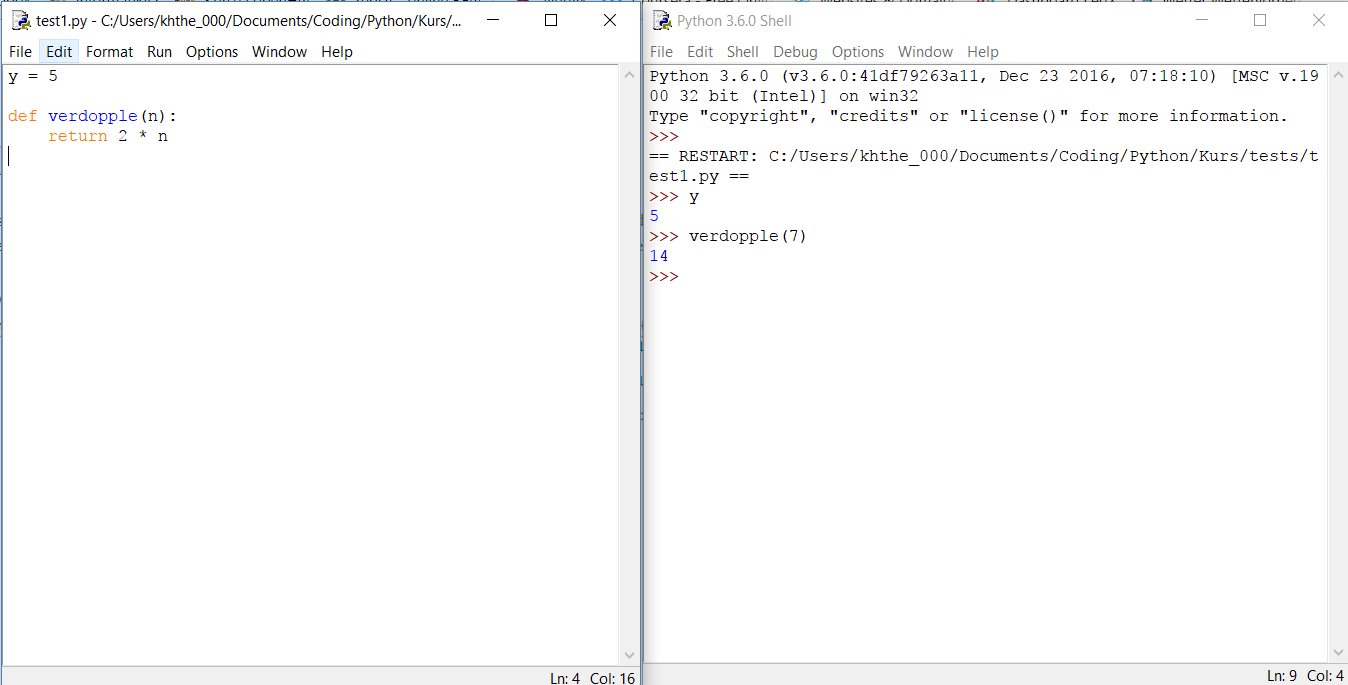 test1.py - C:/Users/khthe_000/Documents/Coding/Python/Kurs/...
File Edit Format Run Options Window Help
y = 5
def verdopple(n):
    return 2 * n
Ln: 4 Col: 16
Python 3.6.0 Shell
File Edit Shell Debug Options Window Help
Python 3.6.0 (v3.6.0:41df79263a11, Dec 23 2016, 07:18:10) [MSC v.19
00 32 bit (Intel)] on win32
Type "copyright", "credits" or "license()" for more information.
>>>
== RESTART: C:/Users/khthe_000/Documents/Coding/Python/Kurs/tests/t
est1.py ==
>>> y
5
>>> verdopple(7)
14
>>>
Ln: 9 Col: 4